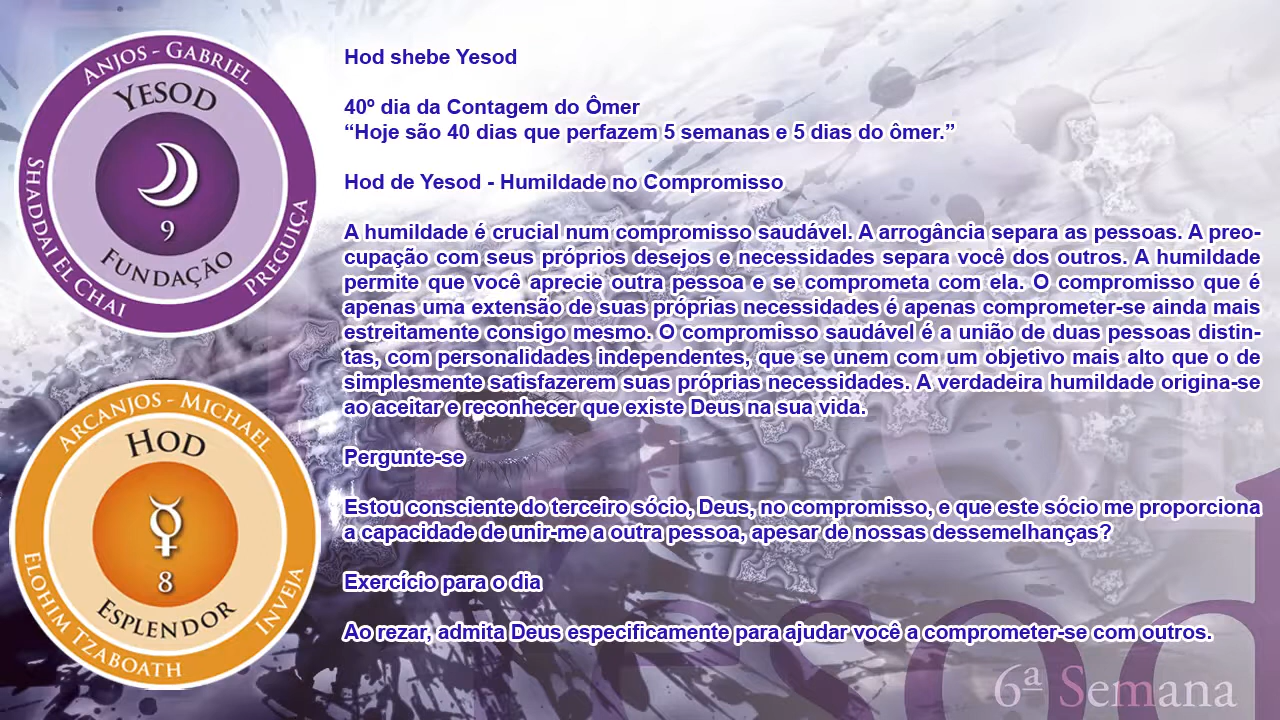 ANJOS - GABRIEL
YESOD
9
FUNDAÇÃO
SHADDAI EL CHAI
PREGUIÇA
ARCANJOS - MICHAEL
HOD
8
ESPLENDOR
ELOHIM TZABOATH
INVEJA
Hod shebe Yesod
40º dia da Contagem do Ômer
“Hoje são 40 dias que perfazem 5 semanas e 5 dias do ômer.”
Hod de Yesod - Humildade no Compromisso
A humildade é crucial num compromisso saudável. A arrogância separa as pessoas. A preo-
cupação com seus próprios desejos e necessidades separa você dos outros. A humildade
permite que você aprecie outra pessoa e se comprometa com ela. O compromisso que é
apenas uma extensão de suas próprias necessidades é apenas comprometer-se ainda mais
estreitamente consigo mesmo. O compromisso saudável é a união de duas pessoas distin-
tas, com personalidades independentes, que se unem com um objetivo mais alto que o de
simplesmente satisfazerem suas próprias necessidades. A verdadeira humildade origina-se
ao aceitar e reconhecer que existe Deus na sua vida.
Pergunte-se
Estou consciente do terceiro sócio, Deus, no compromisso, e que este sócio me proporciona
a capacidade de unir-me a outra pessoa, apesar de nossas dessemelhanças?
Exercício para o dia
Ao rezar, admita Deus especificamente para ajudar você a comprometer-se com outros.
esod
6ª Semana